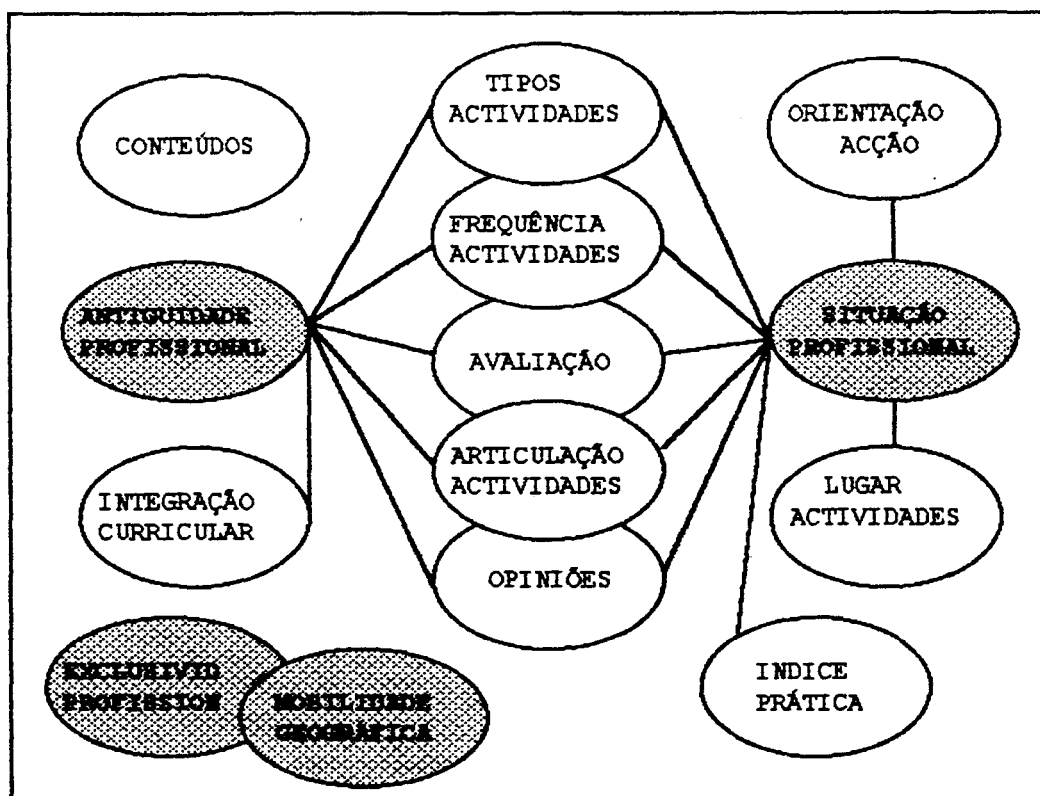 CONTEÚDOS
TIPOS
ACTIVIDADES
ORIENTAÇÃO
ACÇÃO
FREQUÊNCIA
ACTIVIDADES
ANTIGUIDADE
PROFISSIONAL
SITUAÇÃO
PROFISSIONAL
AVALIAÇÃO
ARTICULAÇÃO
ACTIVIDADES
INTEGRAÇÃO
CURRICULAR
LUGAR
ACTIVIDADES
OPINIÕES
EXCLUSIVID
PROFISSION
MOBILIDADE
GEOGRÁFICA
INDICE
PRÁTICA